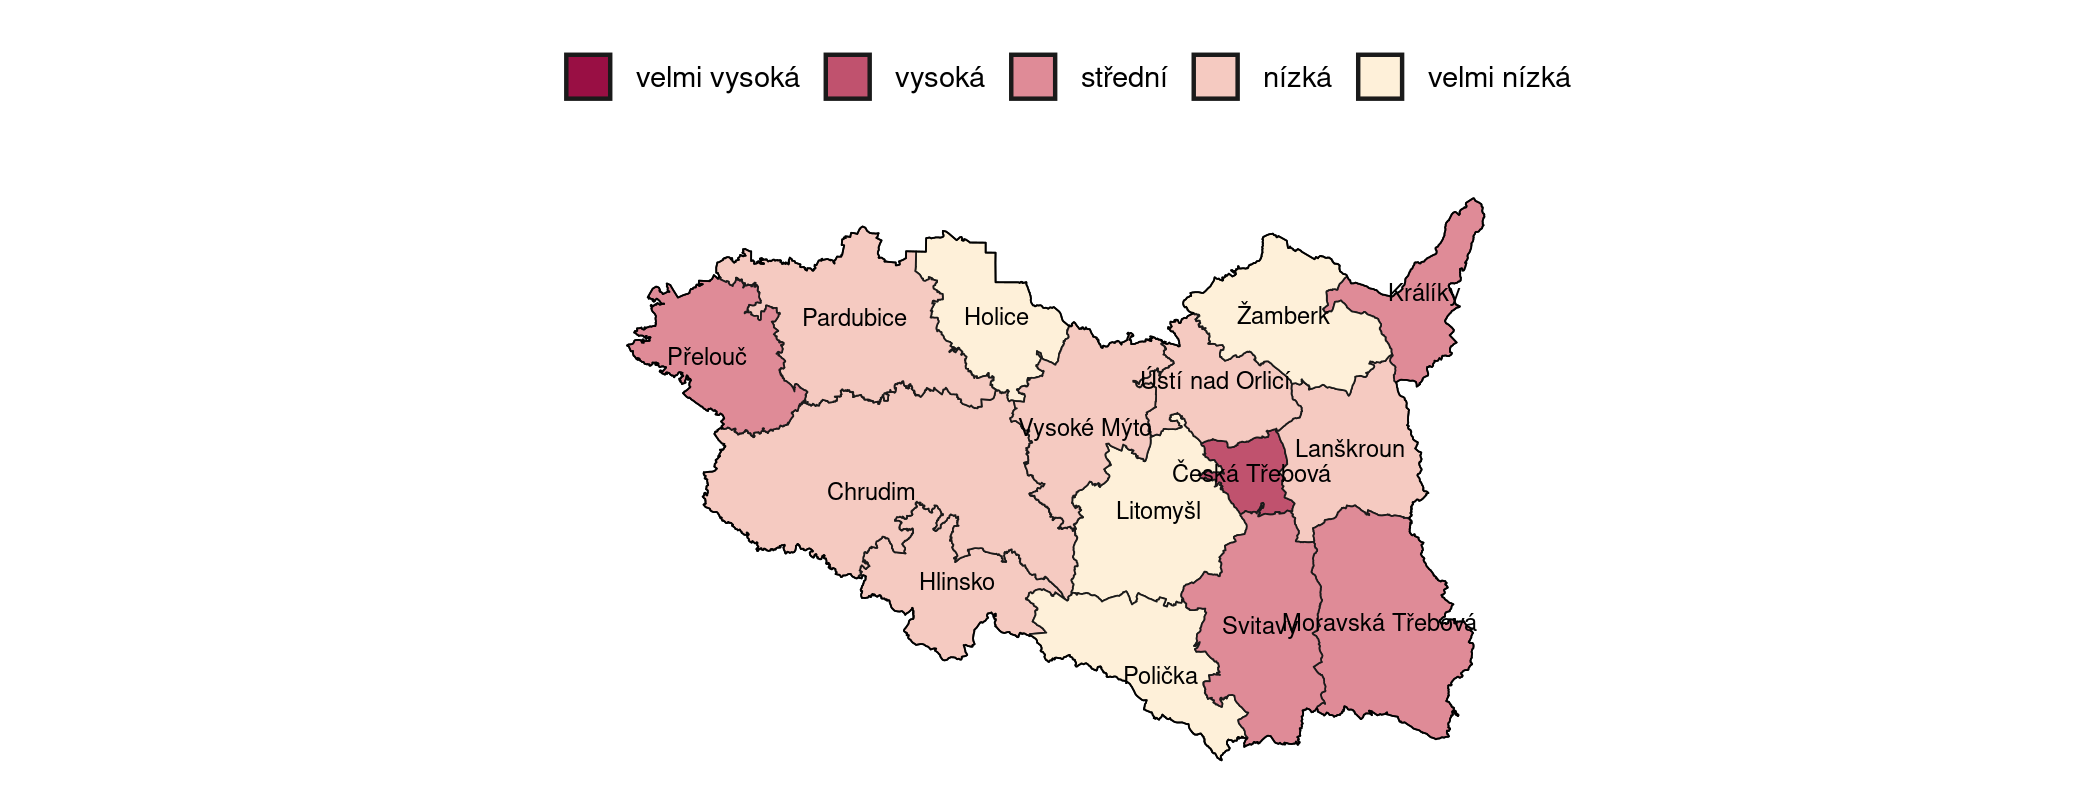 velmi vysoká
vysoká
střední
nízká
velmi nízká
Králíky
Pardubice
Holice
Žamberk
Přelouč
Ústí nad Orlicí
Vysoké Mýto
Lanškroun
Česká Třebová
Chrudim
Litomyšl
Hlinsko
Svitavy
Moravská Třebová
Polička